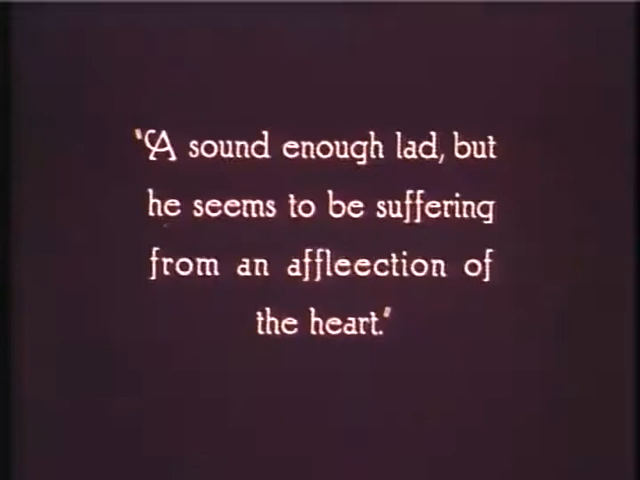 "A sound enough lad, but
he seems to be suffering
from an affleection of
the heart."